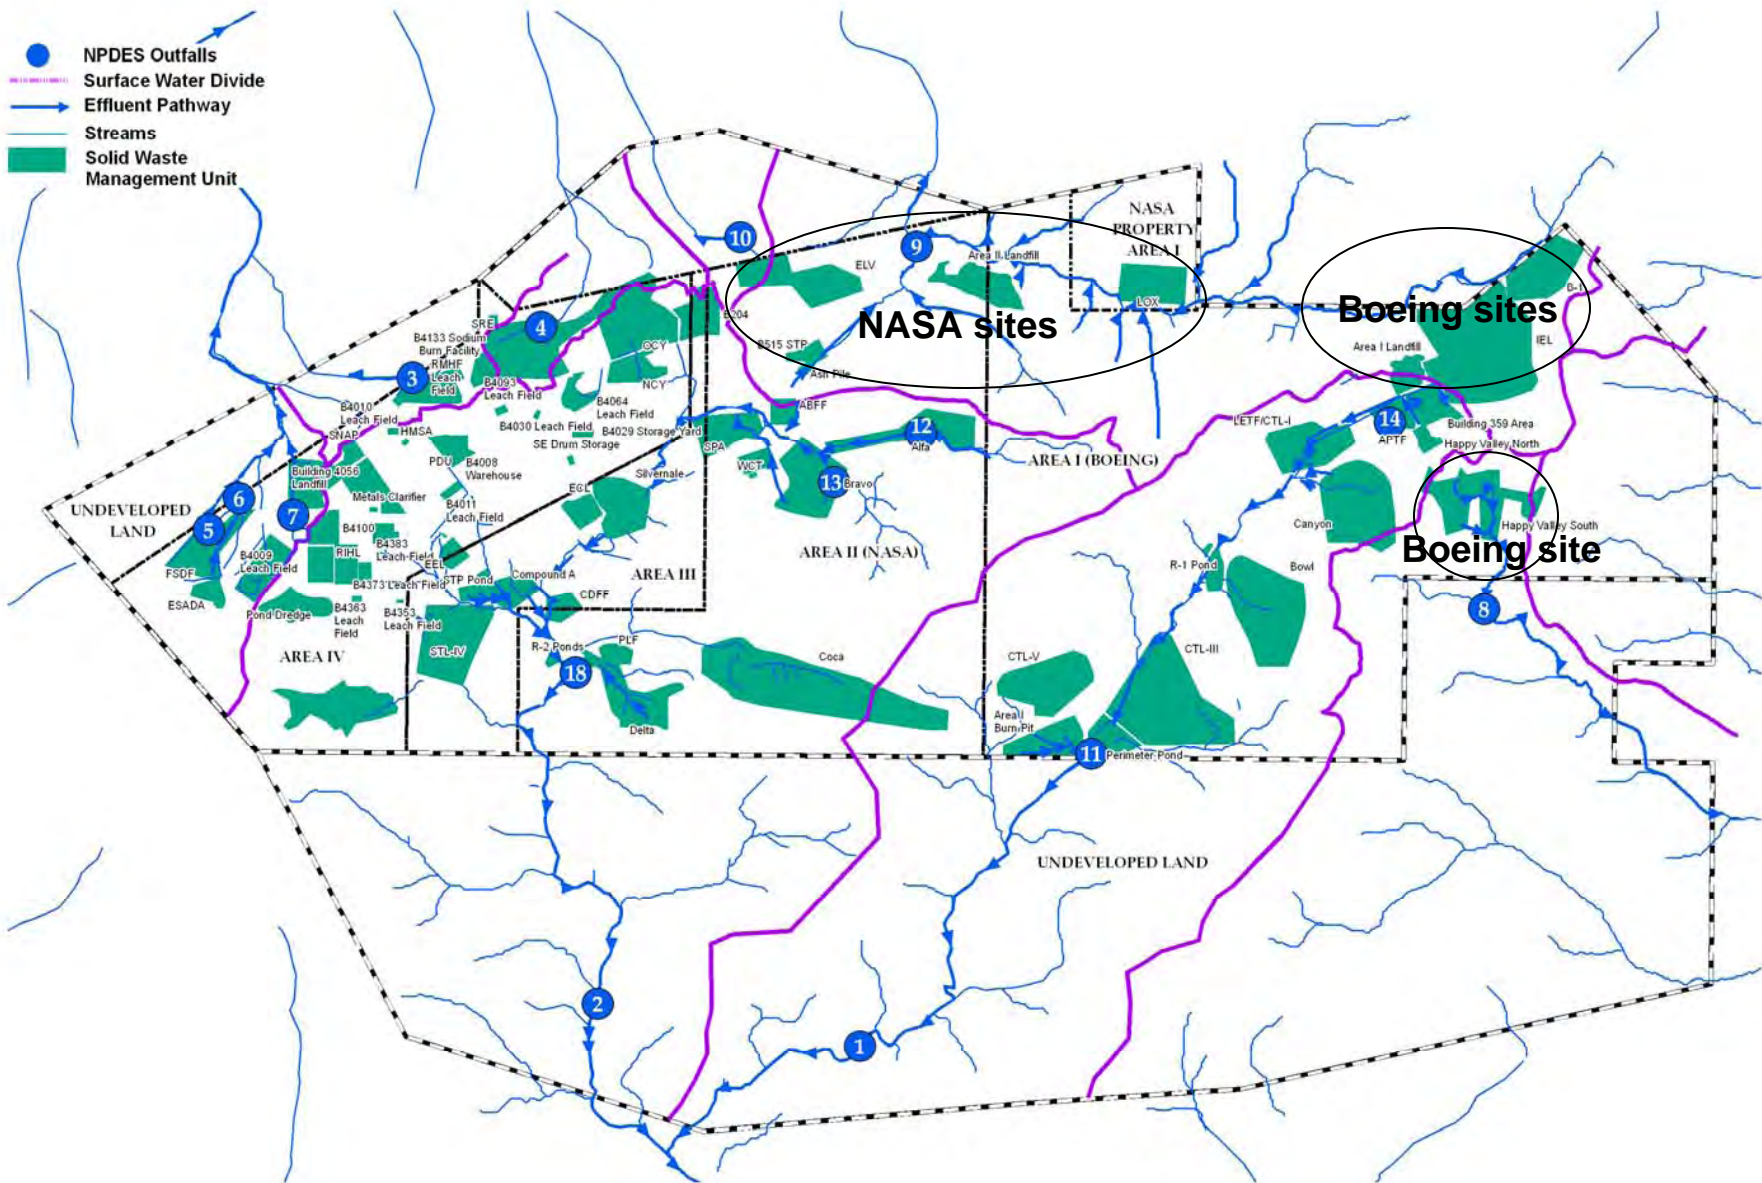 NPDES Outfalls
Surface Water Divide
Effluent Pathway
Streams
Solid Waste
Management Unit
NASA
PROPERTY
AREA I
10
9
Area II Landfill
ELV
LOX
NASA sites
Boeing sites
B-1
IEL
Area I Landfill
B204
SRE
4
B4133 Sodium
Burn Facility
RMHF
Leach
Field
3
OCY
NCY
B515 STP
Ash Pile
B4093
Leach Field
B4064
Leach Field
B4010
Leach Field
SNAP
HMSA
B4030 Leach Field
B4029 Storage Yard
SE Drum Storage
ABFF
SPA
12
Alfa
WCT
13
Bravo
LETF/CTL-I
14
APTF
Building 359 Area
Happy Valley North
AREA I (BOEING)
PDU
B4008
Warehouse
Silvernale
ECL
Building 4056
Landfill
Metals Clarifier
B4011
Leach Field
UNDEVELOPED
LAND
6
5
7
B4100
B4383
Leach Field
RIHL
EEL
B4009
Leach Field
FSDF
ESADA
B4373 Leach Field
STP Pond
Compound A
AREA III
CDFF
AREA II (NASA)
Canyon
Happy Valley South
Boeing site
R-1 Pond
Bowl
8
Pond Dredge
B4363
Leach
Field
B4353
Leach Field
AREA IV
STL-IV
R-2 Ponds
PLF
18
Delta
Coca
CTL-V
CTL-III
Area I
Burn Pit
11
Perimeter Pond
UNDEVELOPED LAND
2
1